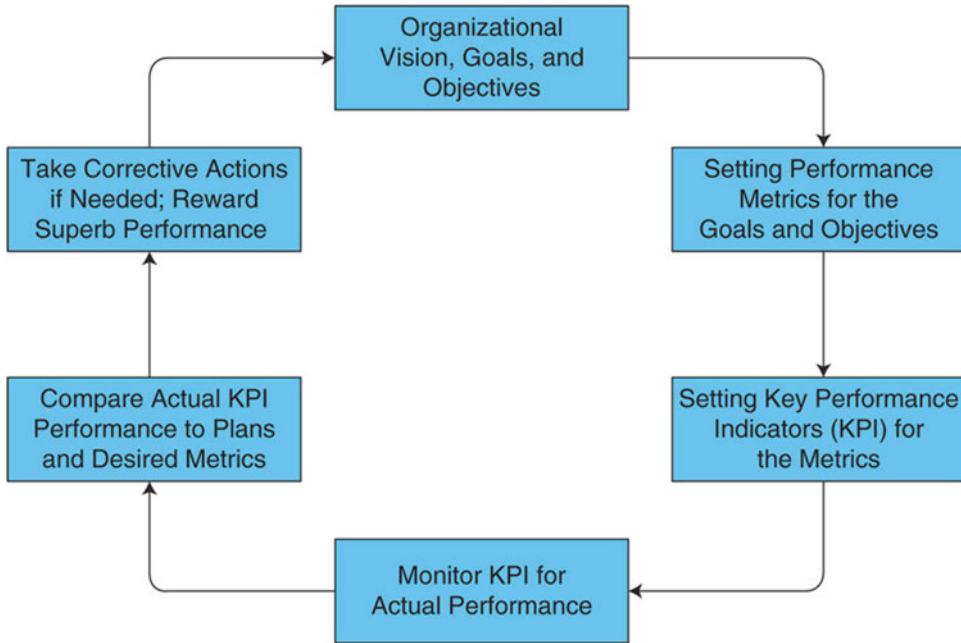 Organizational
Vision, Goals, and
Objectives
Setting Performance
Metrics for the
Goals and Objectives
Setting Key Performance
Indicators (KPI) for
the Metrics
Monitor KPI for
Actual Performance
Compare Actual KPI
Performance to Plans
and Desired Metrics
Take Corrective Actions
if Needed; Reward
Superb Performance